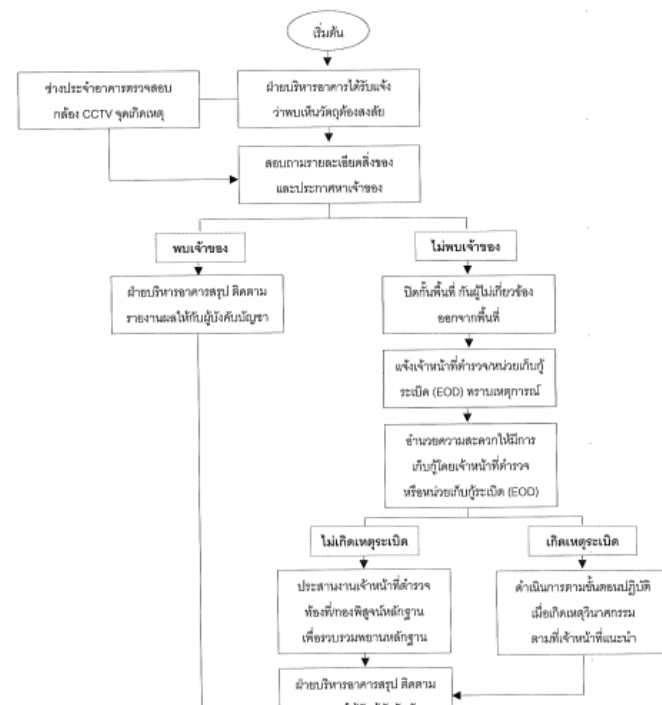 เริ่มต้น
ช่างประจำอาคารตรวจสอบ
กล้อง CCTV จุดเกิดเหตุ
ฝ่ายบริหารอาคารได้รับแจ้ง
ว่าพบเห็นวัตถุต้องสงสัย
สอบถามรายละเอียดสิ่งของ
และประกาศหาเจ้าของ
พบเจ้าของ
ไม่พบเจ้าของ
ฝ่ายบริหารอาคารสรุป ติดตาม
รายงานผลให้กับผู้บังคับบัญชา
ปิดกั้นพื้นที่ กันผู้ไม่เกี่ยวข้อง
ออกจากพื้นที่
แจ้งเจ้าหน้าที่ตำรวจ/หน่วยเก็บกู้
ระเบิด (EOD) ทราบเหตุการณ์
อำนวยความสะดวกให้มีการ
เก็บกู้โดยเจ้าหน้าที่ตำรวจ
หรือหน่วยเก็บกู้ระเบิด (EOD)
ไม่เกิดเหตุระเบิด
เกิดเหตุระเบิด
ประสานงานเจ้าหน้าที่ตำรวจ
ท้องที่/กองพิสูจน์หลักฐาน
เพื่อรวบรวมพยานหลักฐาน
ดำเนินการตามขั้นตอนปฏิบัติ
เมื่อเกิดเหตุวินาศกรรม
ตามที่เจ้าหน้าที่แนะนำ
ฝ่ายบริหารอาคารสรุป ติดตาม